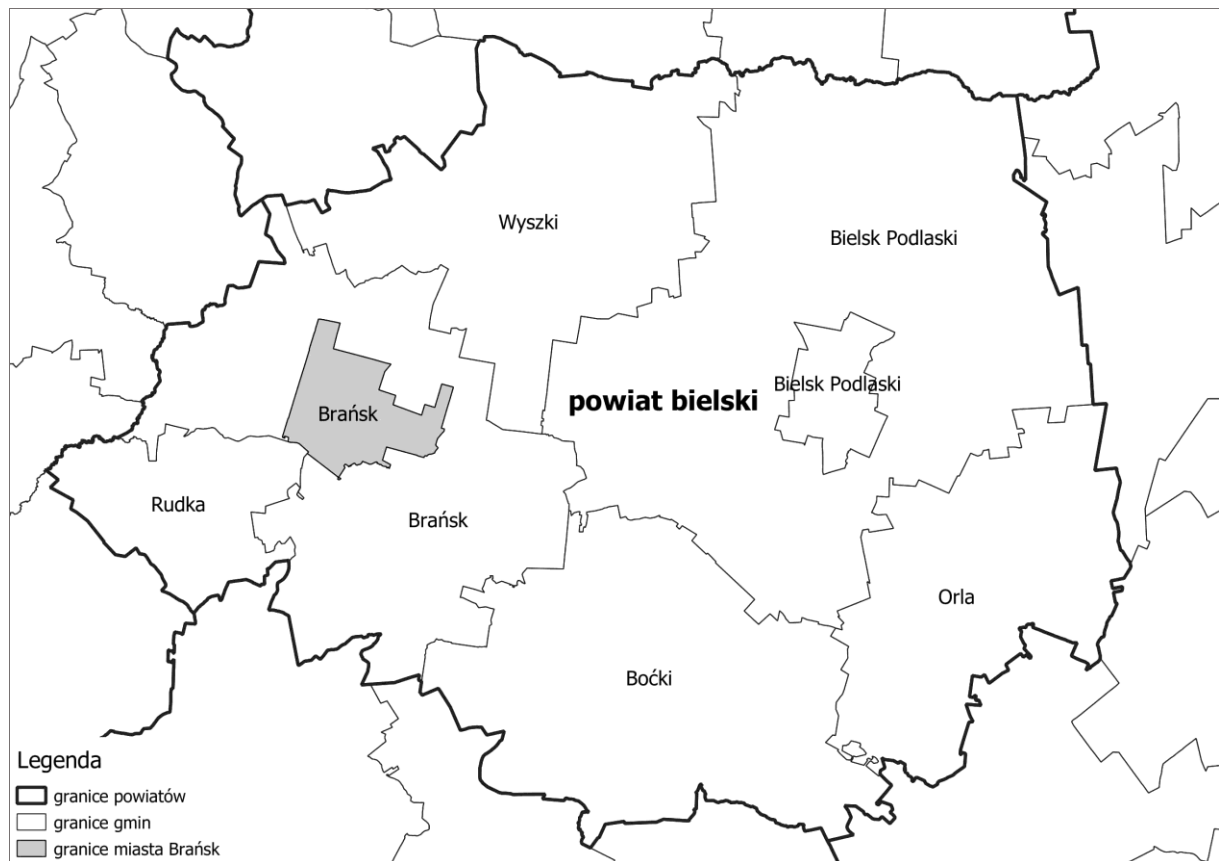 Wyszki
Bielsk Podlaski
Bielsk Podlaski
powiat bielski
Brańsk
Rudka
Brańsk
Orla
Boćki
Legenda
granice powiatów
granice gmin
granice miasta Brańsk